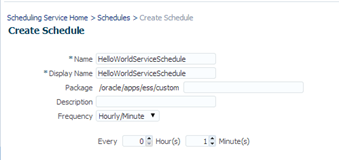 Scheduling Service Home > Schedules > Create Schedule
Create Schedule
* Name HelloWorldServiceSchedule
* Display Name HelloWorldServiceSchedule
Package /oracle/apps/ess/custom
Description
Frequency Hourly/Minute
Every 0 Hour(s) 1 Minute(s)